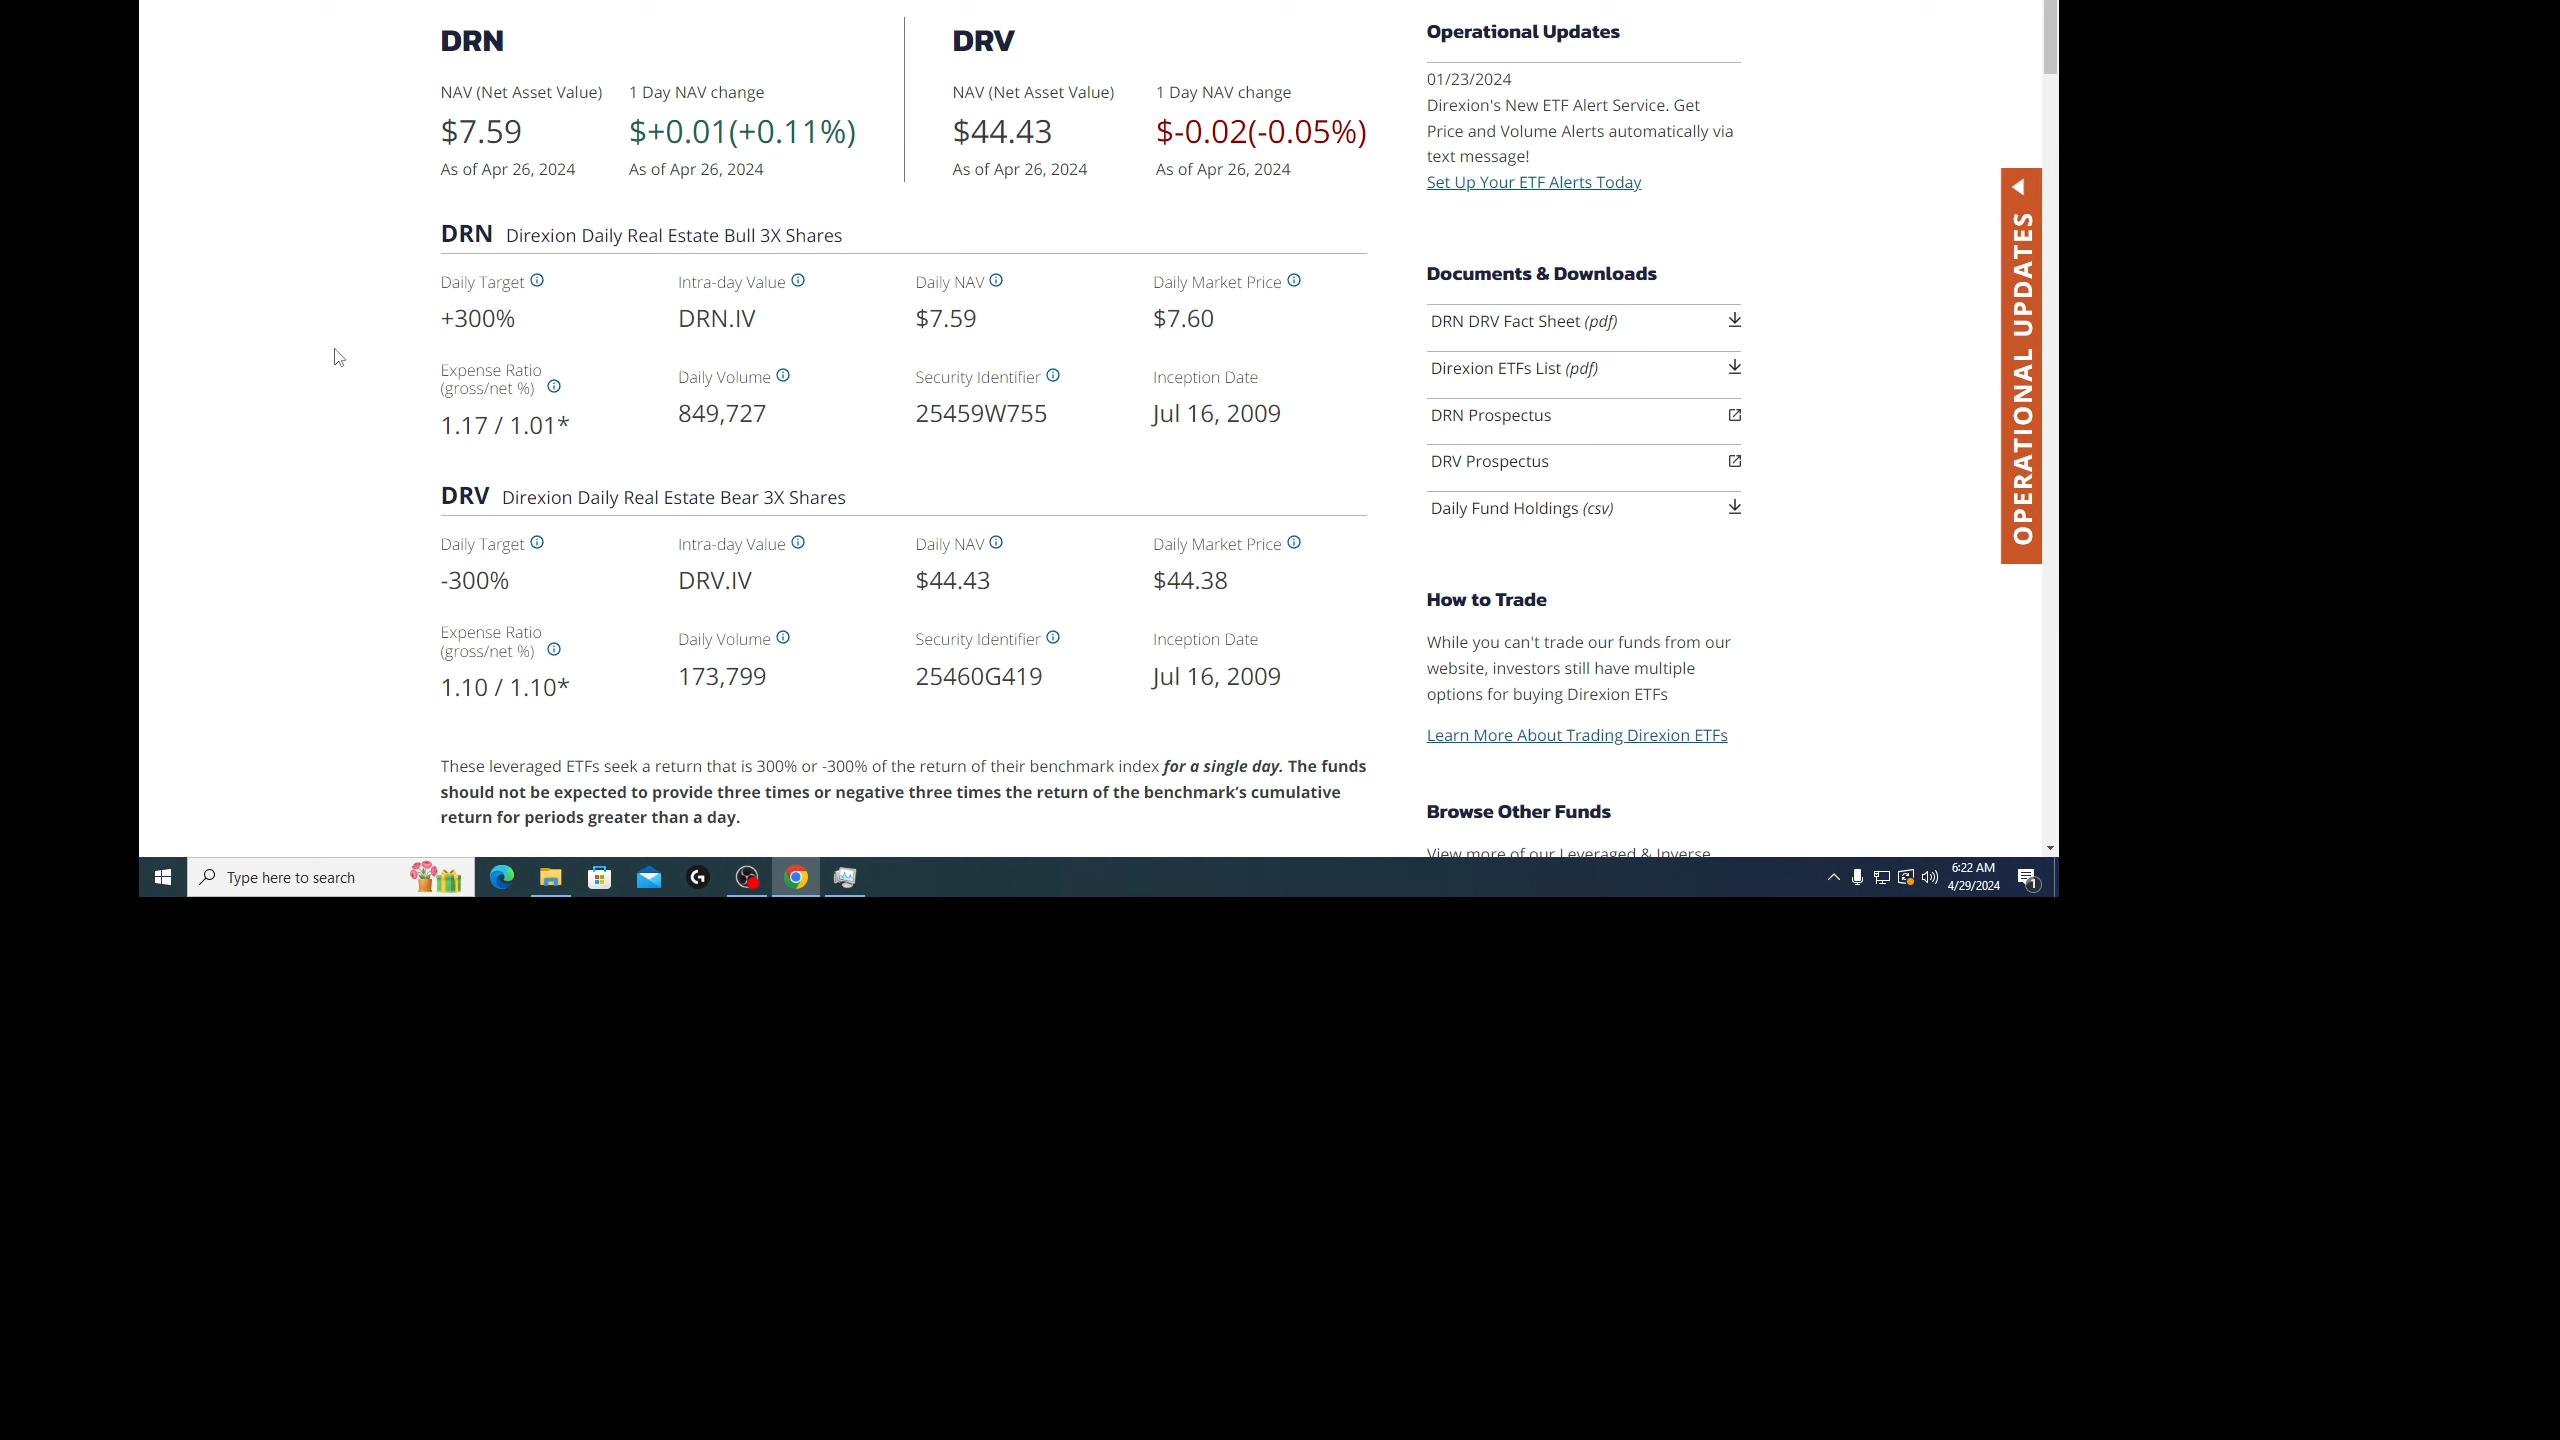 DRN
NAV (Net Asset Value)
1 Day NAV change
$7.59
$+0.01(+0.11%)
As of Apr 26, 2024
As of Apr 26, 2024
DRV
NAV (Net Asset Value)
1 Day NAV change
$44.43
$-0.02(-0.05%)
As of Apr 26, 2024
As of Apr 26, 2024
DRN Direxion Daily Real Estate Bull 3X Shares
Daily Target
+300%
Intra-day Value
DRN.IV
Daily NAV
$7.59
Daily Market Price
$7.60
Expense Ratio
(gross/net %)
1.17 / 1.01*
Daily Volume
849,727
Security Identifier
25459W755
Inception Date
Jul 16, 2009
DRV Direxion Daily Real Estate Bear 3X Shares
Daily Target
-300%
Intra-day Value
DRV.IV
Daily NAV
$44.43
Daily Market Price
$44.38
Expense Ratio
(gross/net %)
1.10 / 1.10*
Daily Volume
173,799
Security Identifier
25460G419
Inception Date
Jul 16, 2009
These leveraged ETFs seek a return that is 300% or -300% of the return of their benchmark index for a single day. The funds
should not be expected to provide three times or negative three times the return of the benchmark's cumulative
return for periods greater than a day.
Operational Updates
01/23/2024
Direxion's New ETF Alert Service. Get
Price and Volume Alerts automatically via
text message!
Set Up Your ETF Alerts Today
Documents & Downloads
DRN DRV Fact Sheet (pdf)
Direxion ETFs List (pdf)
DRN Prospectus
DRV Prospectus
Daily Fund Holdings (csv)
How to Trade
While you can't trade our funds from our
website, investors still have multiple
options for buying Direxion ETFs
Learn More About Trading Direxion ETFs
Browse Other Funds
View more of our Leveraged & Inverse
OPERATIONAL UPDATES
Type here to search
6:22 AM
4/29/2024
1